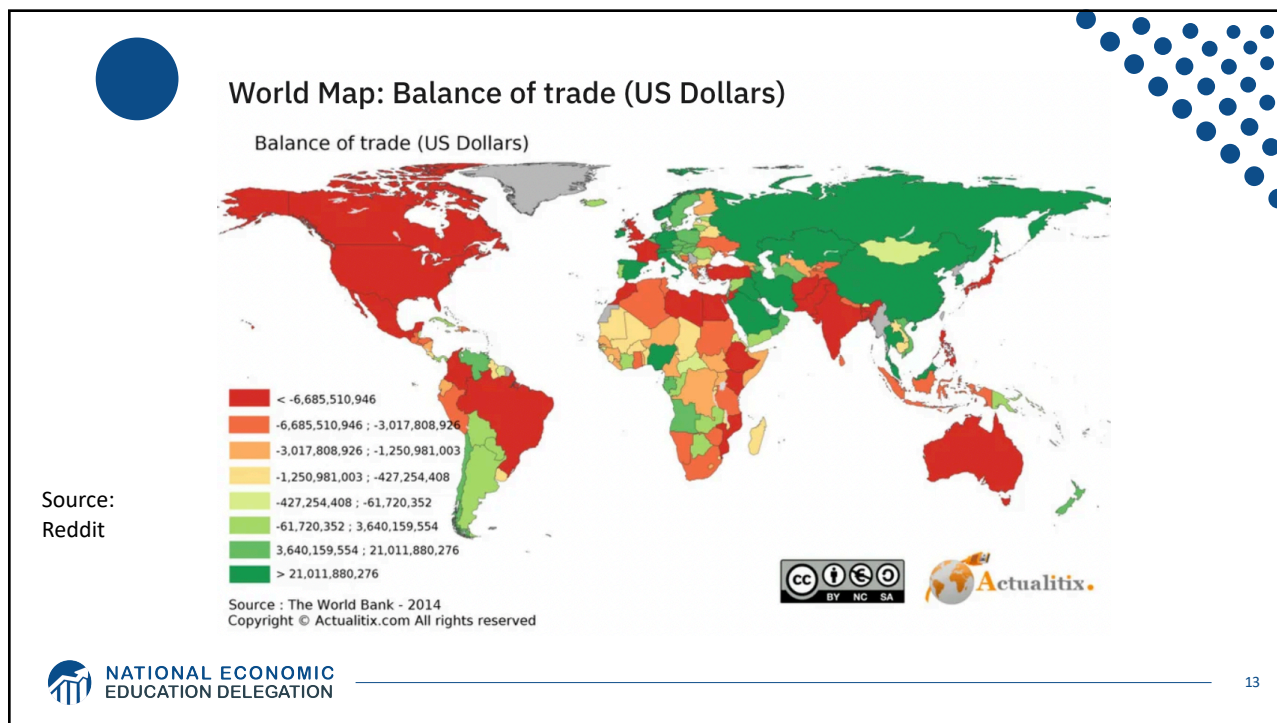 World Map: Balance of trade (US Dollars)
Balance of trade (US Dollars)
< -6,685,510,946
-6,685,510,946 ; -3,017,808,926
-3,017,808,926 ; -1,250,981,003
-1,250,981,003 ; -427,254,408
-427,254,408 ; -61,720,352
-61,720,352 ; 3,640,159,554
3,640,159,554 ; 21,011,880,276
> 21,011,880,276
Source:
Reddit
Source : The World Bank - 2014
Copyright © Actualitix.com All rights reserved
cc
BY NC SA
Actualitix.
NATIONAL ECONOMIC
EDUCATION DELEGATION
13